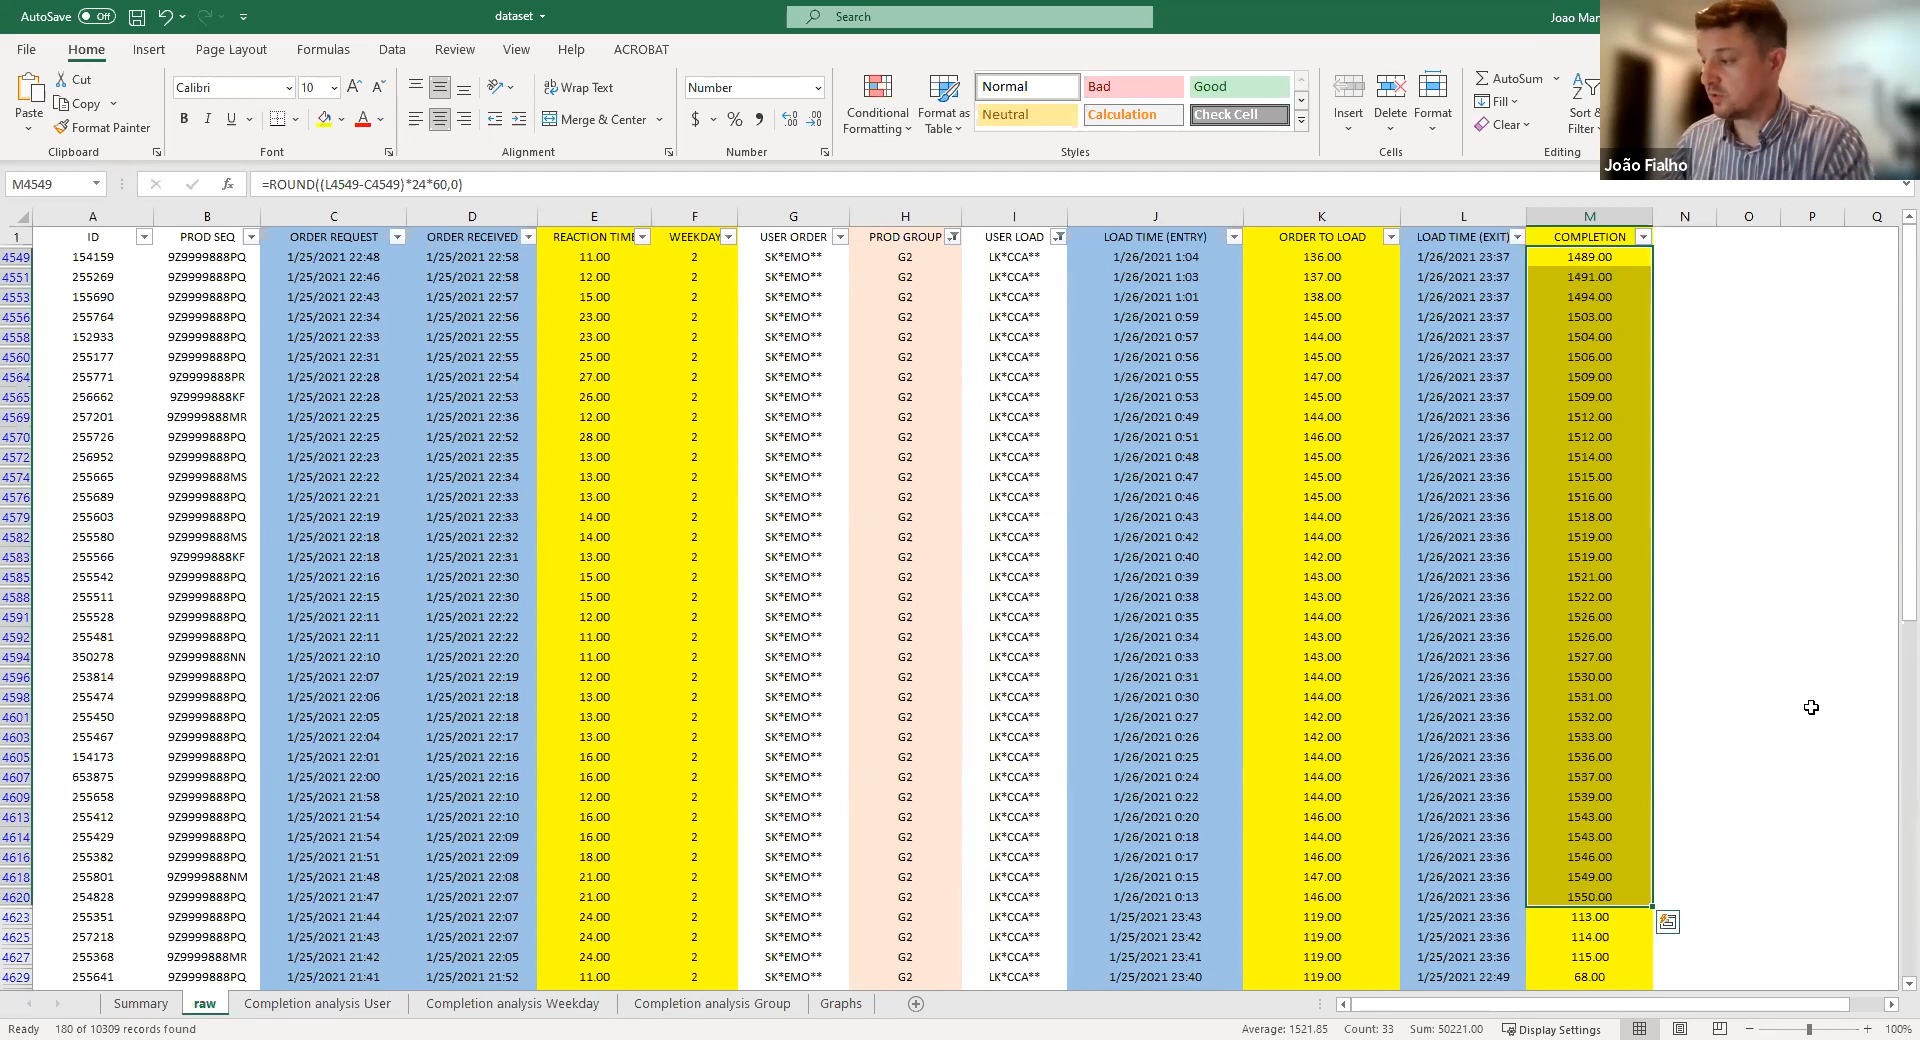 AutoSave Off dataset Search Joao Mar
File Home Insert Page Layout Formulas Data Review View Help ACROBAT
Paste Cut Copy Format Painter Clipboard
Calibri 10 B I U Font
Wrap Text Merge & Center Alignment
Number $ % Number
Conditional Formatting Format as Table Normal Bad Good Neutral Calculation Check Cell Styles
Insert Delete Format Cells
AutoSum Fill Clear Sort & Filter Editing
João Fialho
M4549 fx =ROUND((L4549-C4549)*24*60,0)
A B C D E F G H I J K L M N O P Q
1 ID PROD SEQ ORDER REQUEST ORDER RECEIVED REACTION TIME WEEKDAY USER ORDER PROD GROUP USER LOAD LOAD TIME (ENTRY) ORDER TO LOAD LOAD TIME (EXIT) COMPLETION
4549 154159 9Z9999888PQ 1/25/2021 22:48 1/25/2021 22:58 11.00 2 SK*EMO** G2 LK*CCA** 1/26/2021 1:04 136.00 1/26/2021 23:37 1489.00
4551 255269 9Z9999888PQ 1/25/2021 22:46 1/25/2021 22:58 12.00 2 SK*EMO** G2 LK*CCA** 1/26/2021 1:03 137.00 1/26/2021 23:37 1491.00
4553 155690 9Z9999888PQ 1/25/2021 22:43 1/25/2021 22:57 15.00 2 SK*EMO** G2 LK*CCA** 1/26/2021 1:01 138.00 1/26/2021 23:37 1494.00
4556 255764 9Z9999888PQ 1/25/2021 22:34 1/25/2021 22:56 23.00 2 SK*EMO** G2 LK*CCA** 1/26/2021 0:59 145.00 1/26/2021 23:37 1503.00
4558 152933 9Z9999888PQ 1/25/2021 22:33 1/25/2021 22:55 23.00 2 SK*EMO** G2 LK*CCA** 1/26/2021 0:57 144.00 1/26/2021 23:37 1504.00
4560 255177 9Z9999888PQ 1/25/2021 22:31 1/25/2021 22:55 25.00 2 SK*EMO** G2 LK*CCA** 1/26/2021 0:56 145.00 1/26/2021 23:37 1506.00
4564 255771 9Z9999888PR 1/25/2021 22:28 1/25/2021 22:54 27.00 2 SK*EMO** G2 LK*CCA** 1/26/2021 0:55 147.00 1/26/2021 23:37 1509.00
4565 256662 9Z9999888KF 1/25/2021 22:28 1/25/2021 22:53 26.00 2 SK*EMO** G2 LK*CCA** 1/26/2021 0:53 145.00 1/26/2021 23:37 1509.00
4569 257201 9Z9999888MR 1/25/2021 22:25 1/25/2021 22:36 12.00 2 SK*EMO** G2 LK*CCA** 1/26/2021 0:49 144.00 1/26/2021 23:36 1512.00
4570 255726 9Z9999888PQ 1/25/2021 22:25 1/25/2021 22:52 28.00 2 SK*EMO** G2 LK*CCA** 1/26/2021 0:51 146.00 1/26/2021 23:37 1512.00
4572 256952 9Z9999888PQ 1/25/2021 22:23 1/25/2021 22:35 13.00 2 SK*EMO** G2 LK*CCA** 1/26/2021 0:48 145.00 1/26/2021 23:36 1514.00
4574 255665 9Z9999888MS 1/25/2021 22:22 1/25/2021 22:34 13.00 2 SK*EMO** G2 LK*CCA** 1/26/2021 0:47 145.00 1/26/2021 23:36 1515.00
4576 255689 9Z9999888PQ 1/25/2021 22:21 1/25/2021 22:33 13.00 2 SK*EMO** G2 LK*CCA** 1/26/2021 0:46 145.00 1/26/2021 23:36 1516.00
4579 255603 9Z9999888PQ 1/25/2021 22:19 1/25/2021 22:33 14.00 2 SK*EMO** G2 LK*CCA** 1/26/2021 0:43 144.00 1/26/2021 23:36 1518.00
4582 255580 9Z9999888MS 1/25/2021 22:18 1/25/2021 22:32 14.00 2 SK*EMO** G2 LK*CCA** 1/26/2021 0:42 144.00 1/26/2021 23:36 1519.00
4583 255566 9Z9999888KF 1/25/2021 22:18 1/25/2021 22:31 13.00 2 SK*EMO** G2 LK*CCA** 1/26/2021 0:40 142.00 1/26/2021 23:36 1519.00
4585 255542 9Z9999888PQ 1/25/2021 22:16 1/25/2021 22:30 15.00 2 SK*EMO** G2 LK*CCA** 1/26/2021 0:39 143.00 1/26/2021 23:36 1521.00
4588 255511 9Z9999888PQ 1/25/2021 22:15 1/25/2021 22:30 15.00 2 SK*EMO** G2 LK*CCA** 1/26/2021 0:38 143.00 1/26/2021 23:36 1522.00
4591 255528 9Z9999888PQ 1/25/2021 22:11 1/25/2021 22:22 12.00 2 SK*EMO** G2 LK*CCA** 1/26/2021 0:35 144.00 1/26/2021 23:36 1526.00
4592 255481 9Z9999888PQ 1/25/2021 22:11 1/25/2021 22:22 11.00 2 SK*EMO** G2 LK*CCA** 1/26/2021 0:34 143.00 1/26/2021 23:36 1526.00
4594 350278 9Z9999888NN 1/25/2021 22:10 1/25/2021 22:20 11.00 2 SK*EMO** G2 LK*CCA** 1/26/2021 0:33 143.00 1/26/2021 23:36 1527.00
4596 253814 9Z9999888PQ 1/25/2021 22:07 1/25/2021 22:19 12.00 2 SK*EMO** G2 LK*CCA** 1/26/2021 0:31 144.00 1/26/2021 23:36 1530.00
4598 255474 9Z9999888PQ 1/25/2021 22:06 1/25/2021 22:18 13.00 2 SK*EMO** G2 LK*CCA** 1/26/2021 0:30 144.00 1/26/2021 23:36 1531.00
4601 255450 9Z9999888PQ 1/25/2021 22:05 1/25/2021 22:18 13.00 2 SK*EMO** G2 LK*CCA** 1/26/2021 0:27 142.00 1/26/2021 23:36 1532.00
4603 255467 9Z9999888PQ 1/25/2021 22:04 1/25/2021 22:17 13.00 2 SK*EMO** G2 LK*CCA** 1/26/2021 0:26 142.00 1/26/2021 23:36 1533.00
4605 154173 9Z9999888PQ 1/25/2021 22:01 1/25/2021 22:16 16.00 2 SK*EMO** G2 LK*CCA** 1/26/2021 0:25 144.00 1/26/2021 23:36 1536.00
4607 653875 9Z9999888PQ 1/25/2021 22:00 1/25/2021 22:16 16.00 2 SK*EMO** G2 LK*CCA** 1/26/2021 0:24 144.00 1/26/2021 23:36 1537.00
4609 255658 9Z9999888PQ 1/25/2021 21:58 1/25/2021 22:10 12.00 2 SK*EMO** G2 LK*CCA** 1/26/2021 0:22 144.00 1/26/2021 23:36 1539.00
4613 255412 9Z9999888PQ 1/25/2021 21:54 1/25/2021 22:10 16.00 2 SK*EMO** G2 LK*CCA** 1/26/2021 0:20 146.00 1/26/2021 23:36 1543.00
4614 255429 9Z9999888PQ 1/25/2021 21:54 1/25/2021 22:09 16.00 2 SK*EMO** G2 LK*CCA** 1/26/2021 0:18 144.00 1/26/2021 23:36 1543.00
4616 255382 9Z9999888PQ 1/25/2021 21:51 1/25/2021 22:09 18.00 2 SK*EMO** G2 LK*CCA** 1/26/2021 0:17 146.00 1/26/2021 23:36 1546.00
4618 255801 9Z9999888NM 1/25/2021 21:48 1/25/2021 22:08 21.00 2 SK*EMO** G2 LK*CCA** 1/26/2021 0:15 147.00 1/26/2021 23:36 1549.00
4620 254828 9Z9999888PQ 1/25/2021 21:47 1/25/2021 22:07 21.00 2 SK*EMO** G2 LK*CCA** 1/26/2021 0:13 146.00 1/26/2021 23:36 1550.00
4623 255351 9Z9999888PQ 1/25/2021 21:44 1/25/2021 22:07 24.00 2 SK*EMO** G2 LK*CCA** 1/25/2021 23:43 119.00 1/25/2021 23:36 113.00
4625 257218 9Z9999888PQ 1/25/2021 21:43 1/25/2021 22:07 24.00 2 SK*EMO** G2 LK*CCA** 1/25/2021 23:42 119.00 1/25/2021 23:36 114.00
4627 255368 9Z9999888MR 1/25/2021 21:42 1/25/2021 22:05 24.00 2 SK*EMO** G2 LK*CCA** 1/25/2021 23:41 119.00 1/25/2021 23:36 115.00
4629 255641 9Z9999888PQ 1/25/2021 21:41 1/25/2021 21:52 11.00 2 SK*EMO** G2 LK*CCA** 1/25/2021 23:40 119.00 1/25/2021 22:49 68.00
Summary raw Completion analysis User Completion analysis Weekday Completion analysis Group Graphs
Ready 180 of 10309 records found Average: 1521.85 Count: 33 Sum: 50221.00 Display Settings 100%